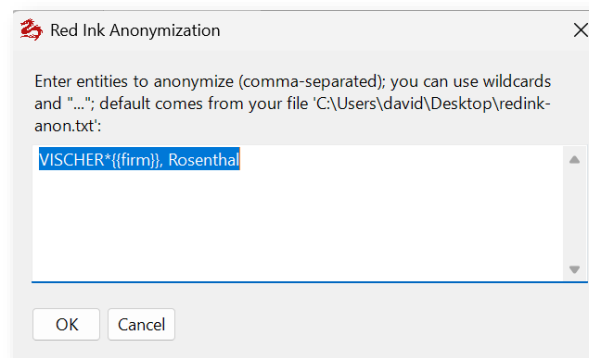 Red Ink Anonymization
Enter entities to anonymize (comma-separated); you can use wildcards
and "..."; default comes from your file 'C:\Users\david\Desktop\redink-
anon.txt':
VISCHER*{{firm}}, Rosenthal
OK Cancel